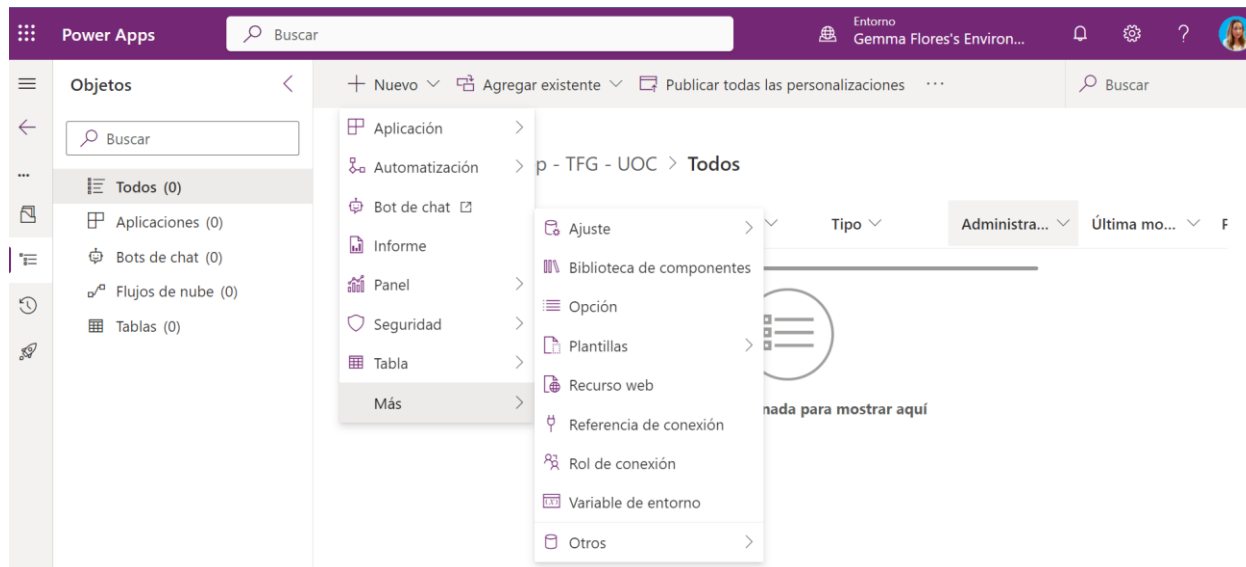 Power Apps
Buscar
Entorno
Gemma Flores's Environ...
Objetos
Nuevo
Agregar existente
Publicar todas las personalizaciones
...
Buscar
Buscar
Todos (0)
Aplicaciones (0)
Bots de chat (0)
Flujos de nube (0)
Tablas (0)
Aplicación
Automatización
Bot de chat
Informe
Panel
Seguridad
Tabla
Más
p - TFG - UOC > Todos
Tipo
Administra...
Última mo...
Ajuste
Biblioteca de componentes
Opción
Plantillas
Recurso web
Referencia de conexión
Rol de conexión
Variable de entorno
Otros
nada para mostrar aquí